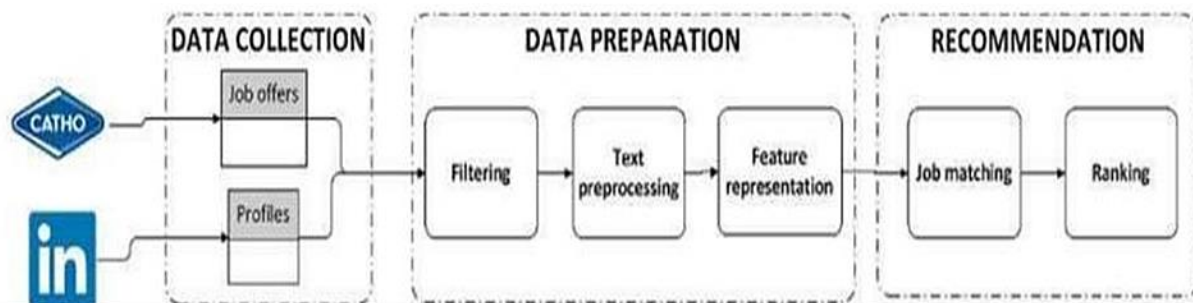 DATA COLLECTION
DATA PREPARATION
RECOMMENDATION
CATHO
Job offers
in
Profiles
Filtering
Text
preprocessing
Feature
representation
Job matching
Ranking